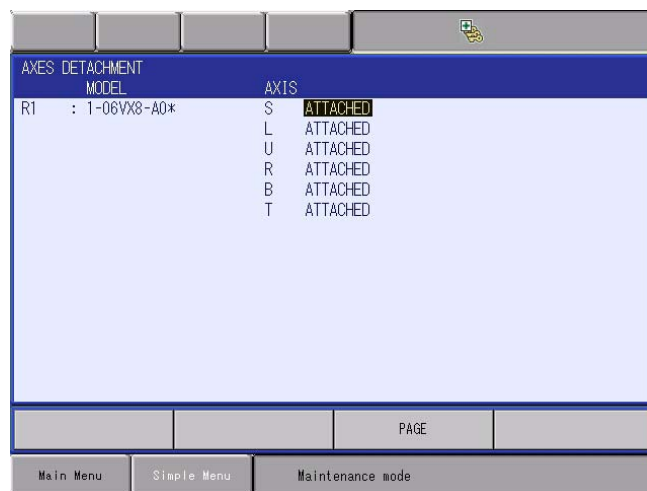 AXES DETACHMENT
MODEL AXIS
R1 : 1-06VX8-A0* S ATTACHED
L ATTACHED
U ATTACHED
R ATTACHED
B ATTACHED
T ATTACHED
PAGE
Main Menu Simple Menu Maintenance mode